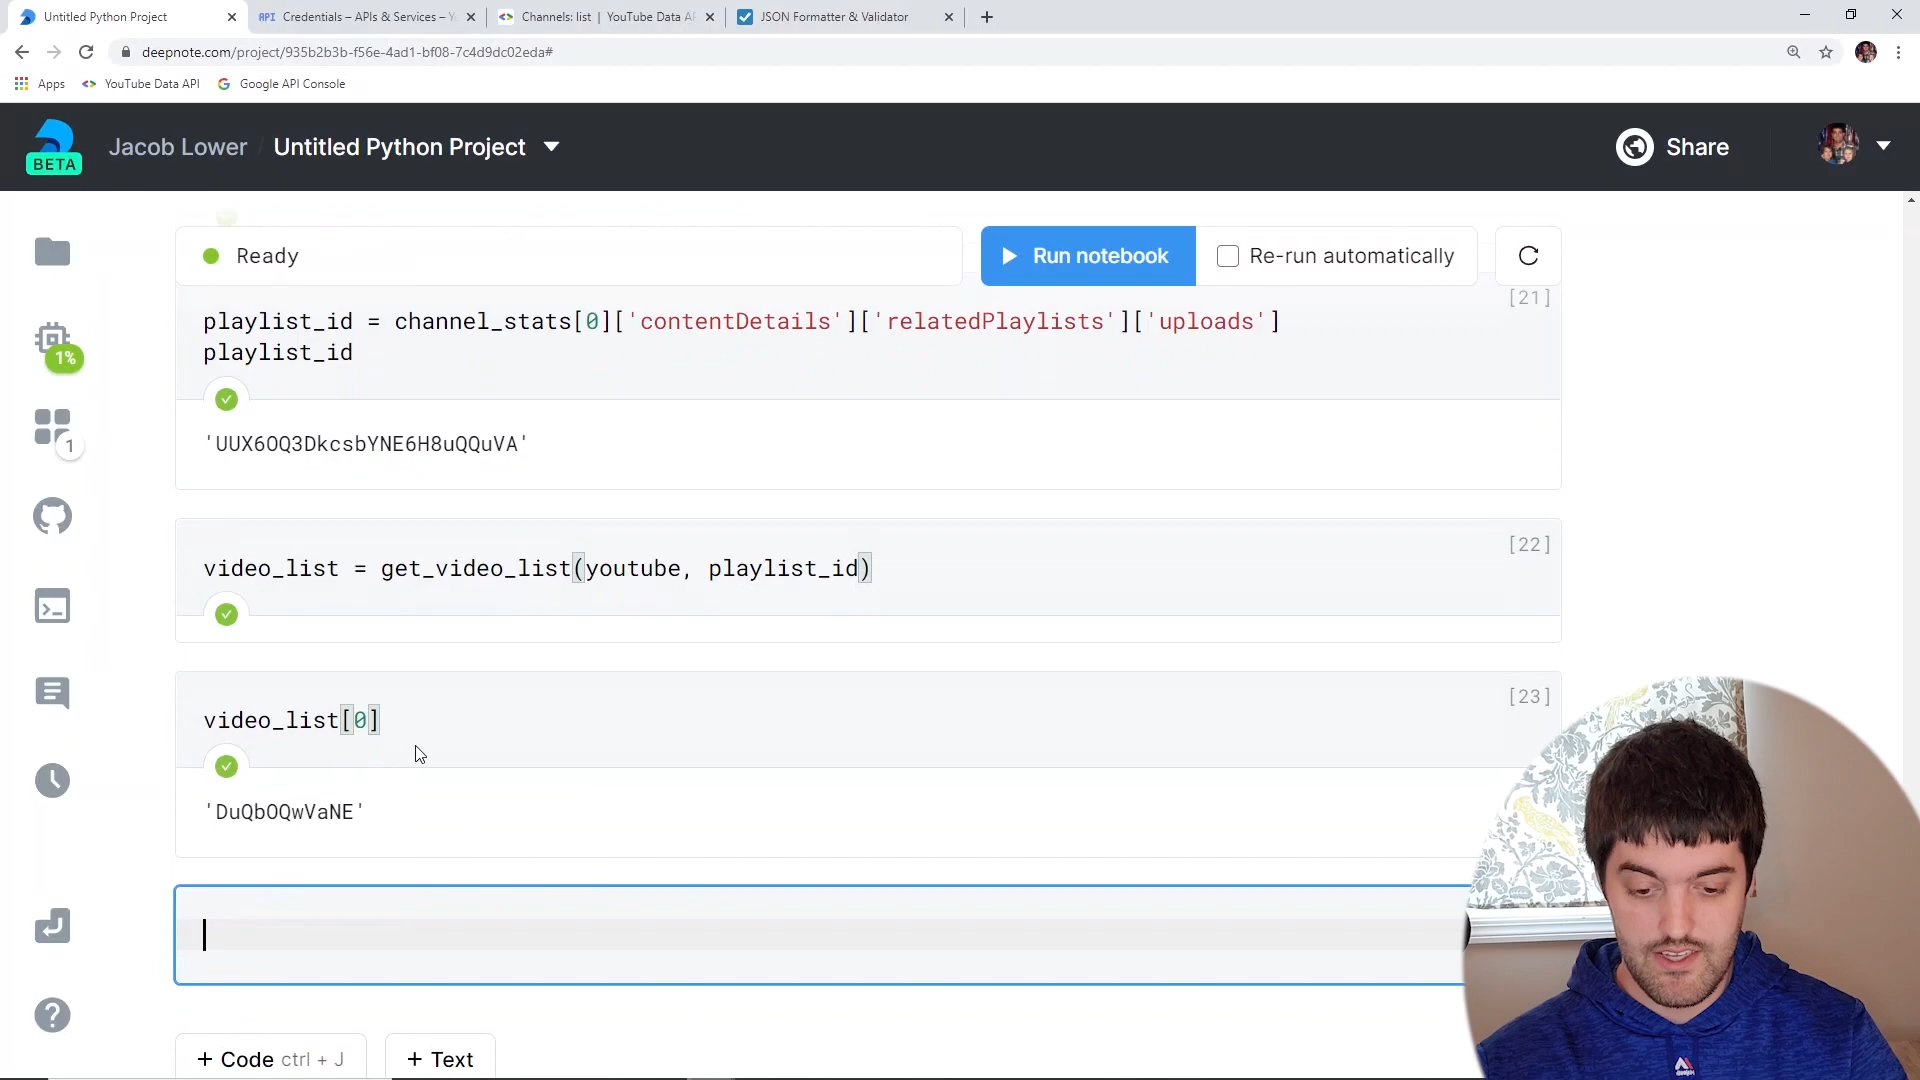 Untitled Python Project
API Credentials – APIs & Services – Y
Channels: list | YouTube Data AP
JSON Formatter & Validator
deepnote.com/project/935b2b3b-f56e-4ad1-bf08-7c4d9dc02eda#
Apps
YouTube Data API
Google API Console
BETA
Jacob Lower / Untitled Python Project
Share
Ready
Run notebook
Re-run automatically
[21]
playlist_id = channel_stats[0]['contentDetails']['relatedPlaylists']['uploads']
playlist_id
1%
'UUX6OQ3DkcsbYNE6H8uQQuVA'
1
[22]
video_list = get_video_list(youtube, playlist_id)
[23]
video_list[0]
'DuQbOQwVaNE'
+ Code ctrl + J
+ Text